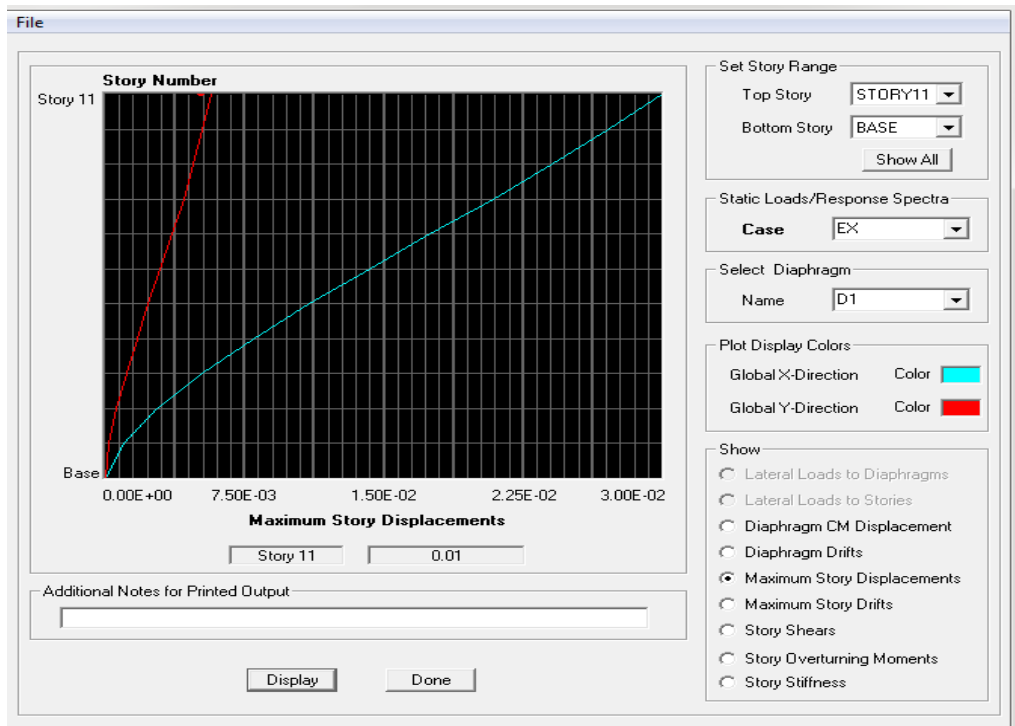 File
Story Number
Story 11
Base
0.00E+00 7.50E-03 1.50E-02 2.25E-02 3.00E-02
Maximum Story Displacements
Story 11 0.01
Additional Notes for Printed Output
Display Done
Set Story Range
Top Story STORY11
Bottom Story BASE
Show All
Static Loads/Response Spectra
Case EX
Select Diaphragm
Name D1
Plot Display Colors
Global X-Direction Color
Global Y-Direction Color
Show
Lateral Loads to Diaphragms
Lateral Loads to Stories
Diaphragm CM Displacement
Diaphragm Drifts
Maximum Story Displacements
Maximum Story Drifts
Story Shears
Story Overturning Moments
Story Stiffness